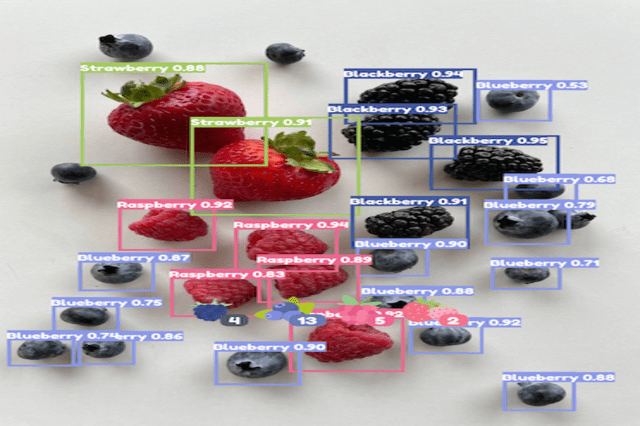 Strawberry 0.88
Blackberry 0.94
Blueberry 0.53
Blackberry 0.93
Strawberry 0.91
Blackberry 0.95
Blueberry 0.68
Raspberry 0.92
Blackberry 0.91
Blueberry 0.79
Raspberry 0.94
Blueberry 0.90
Blueberry 0.87
Raspberry 0.89
Blueberry 0.71
Raspberry 0.83
Blueberry 0.88
Blueberry 0.75
4 13 5 2
0.92
0.92
Blueberry 0.74
0.86
Blueberry 0.90
Blueberry 0.88